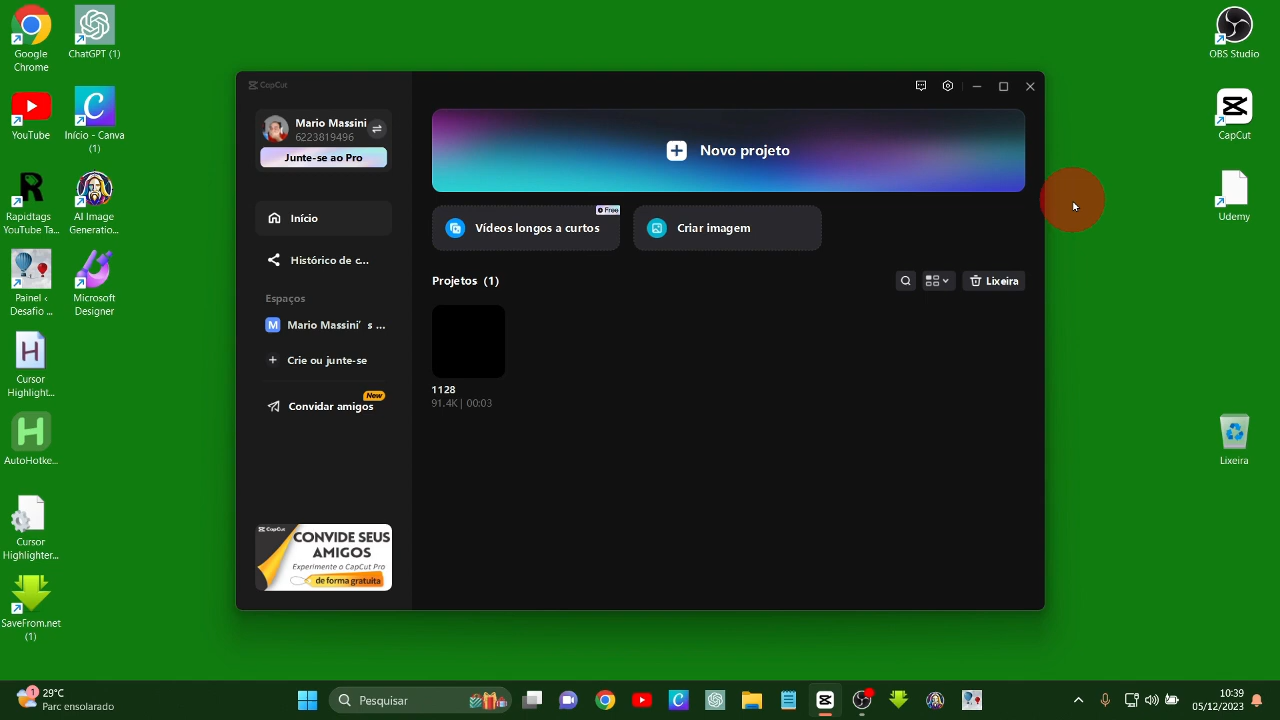 Google
Chrome
ChatGPT (1)
YouTube
Início - Canva
(1)
Rapidtags
YouTube Ta...
AI Image
Generatio...
Painel ‹
Desafio ...
Microsoft
Designer
Cursor
Highlight...
AutoHotke...
Cursor
Highlighter...
SaveFrom.net
(1)
CapCut
Mario Massini
6223819496
Junte-se ao Pro
Início
Histórico de c...
Espaços
M Mario Massini's ...
+ Crie ou junte-se
New
Convidar amigos
CapCut
CONVIDE SEUS
AMIGOS
Experimente o CapCut Pro
de forma gratuita
Novo projeto
Free
Vídeos longos a curtos
Criar imagem
Projetos (1)
Lixeira
1128
91.4K | 00:03
OBS Studio
CapCut
Udemy
Lixeira
1
29°C
Parc ensolarado
Pesquisar
10:39
05/12/2023